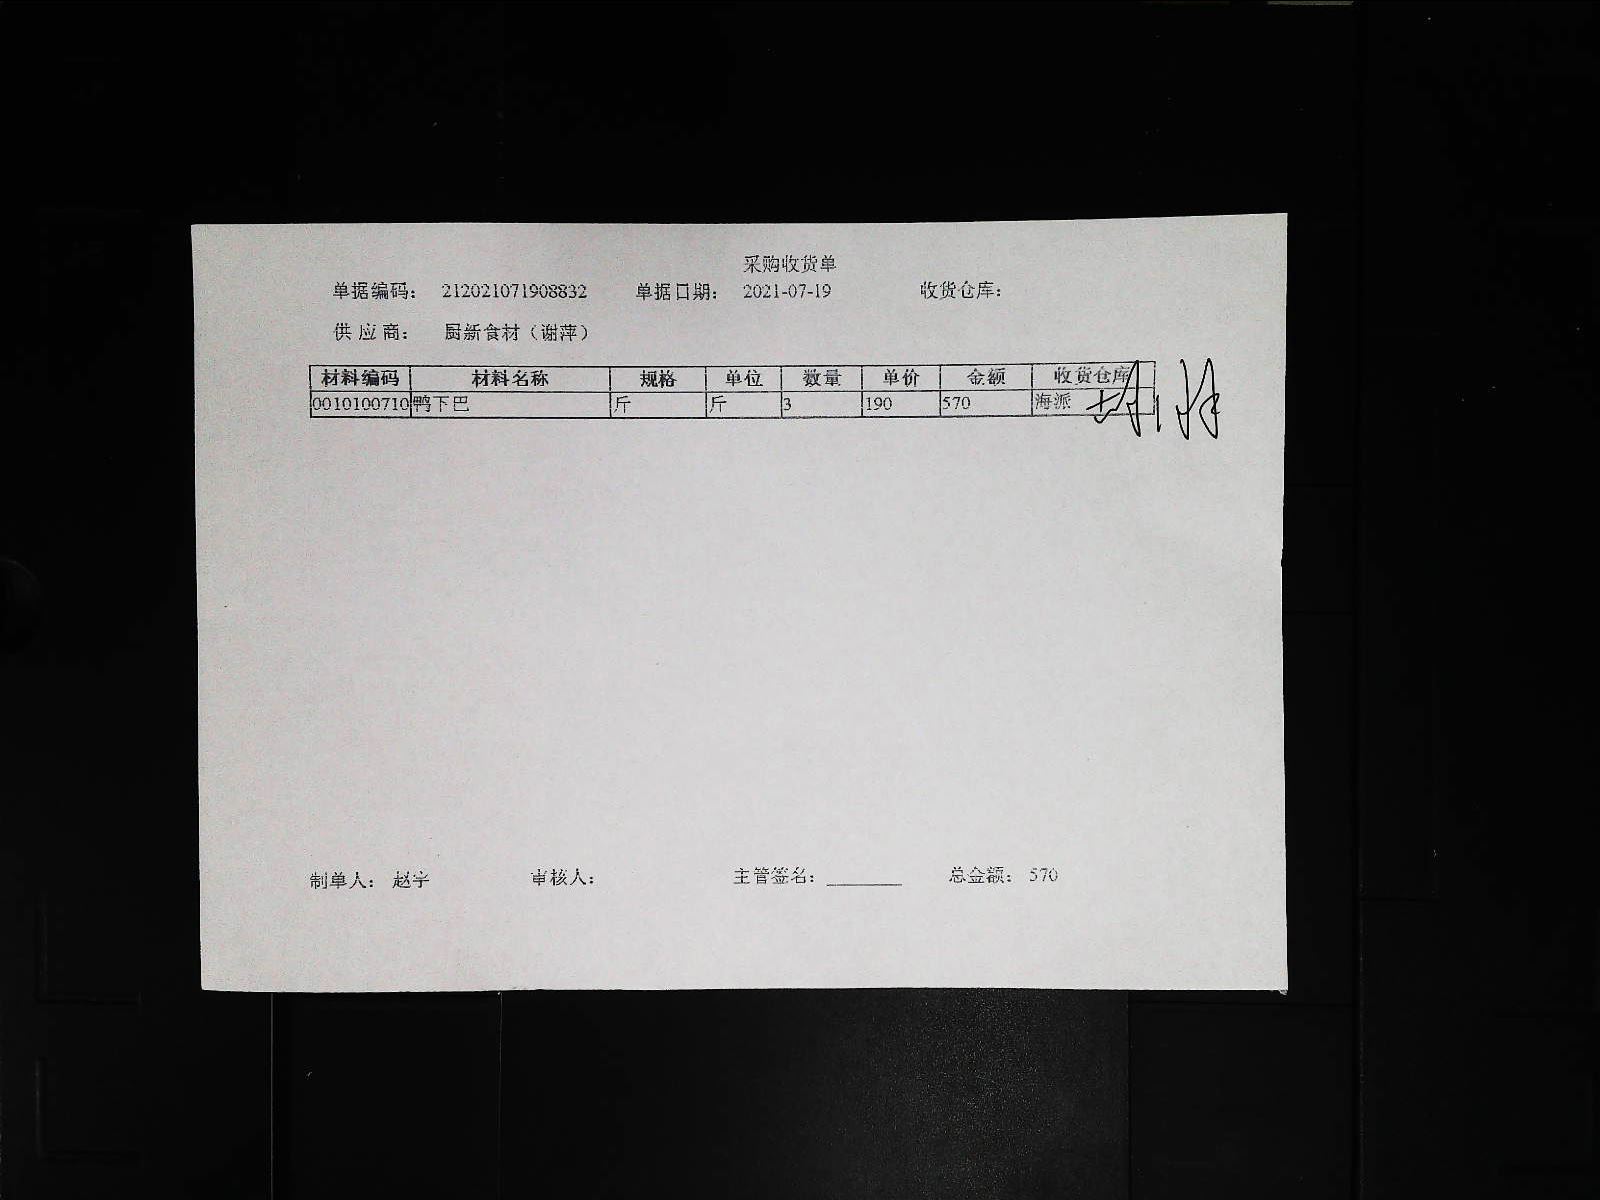 采购收货单
单据编码： 212021071908832 单据日期： 2021-07-19 收货仓库：
供应商： 厨新食材（谢萍）
材料编码 材料名称 规格 单位 数量 单价 金额 收货仓库
0010100710 鸭下巴 斤 斤 3 190 570 海派
制单人： 赵宇 审核人： 主管签名： 总金额： 570